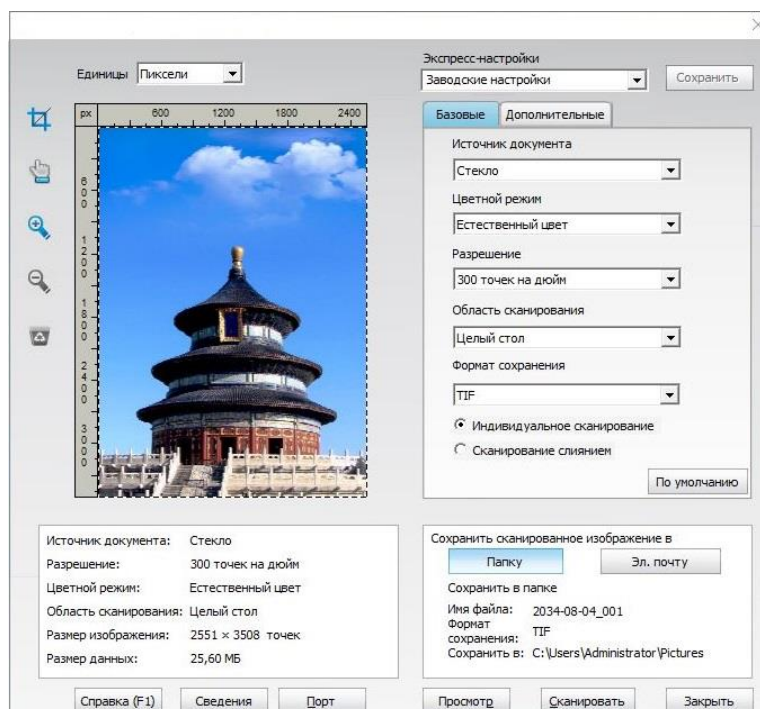 Единицы Пиксели
Экспресс-настройки
Заводские настройки
Сохранить
px 600 1200 1800 2400
600
1200
1800
2400
3000
Базовые Дополнительные
Источник документа
Стекло
Цветной режим
Естественный цвет
Разрешение
300 точек на дюйм
Область сканирования
Целый стол
Формат сохранения
TIF
Индивидуальное сканирование
Сканирование слиянием
По умолчанию
Источник документа: Стекло
Разрешение: 300 точек на дюйм
Цветной режим: Естественный цвет
Область сканирования: Целый стол
Размер изображения: 2551 × 3508 точек
Размер данных: 25,60 МБ
Сохранить сканированное изображение в
Папку Эл. почту
Сохранить в папке
Имя файла: 2034-08-04_001
Формат сохранения: TIF
Сохранить в: C:\Users\Administrator\Pictures
Справка (F1) Сведения Порт Просмотр Сканировать Закрыть